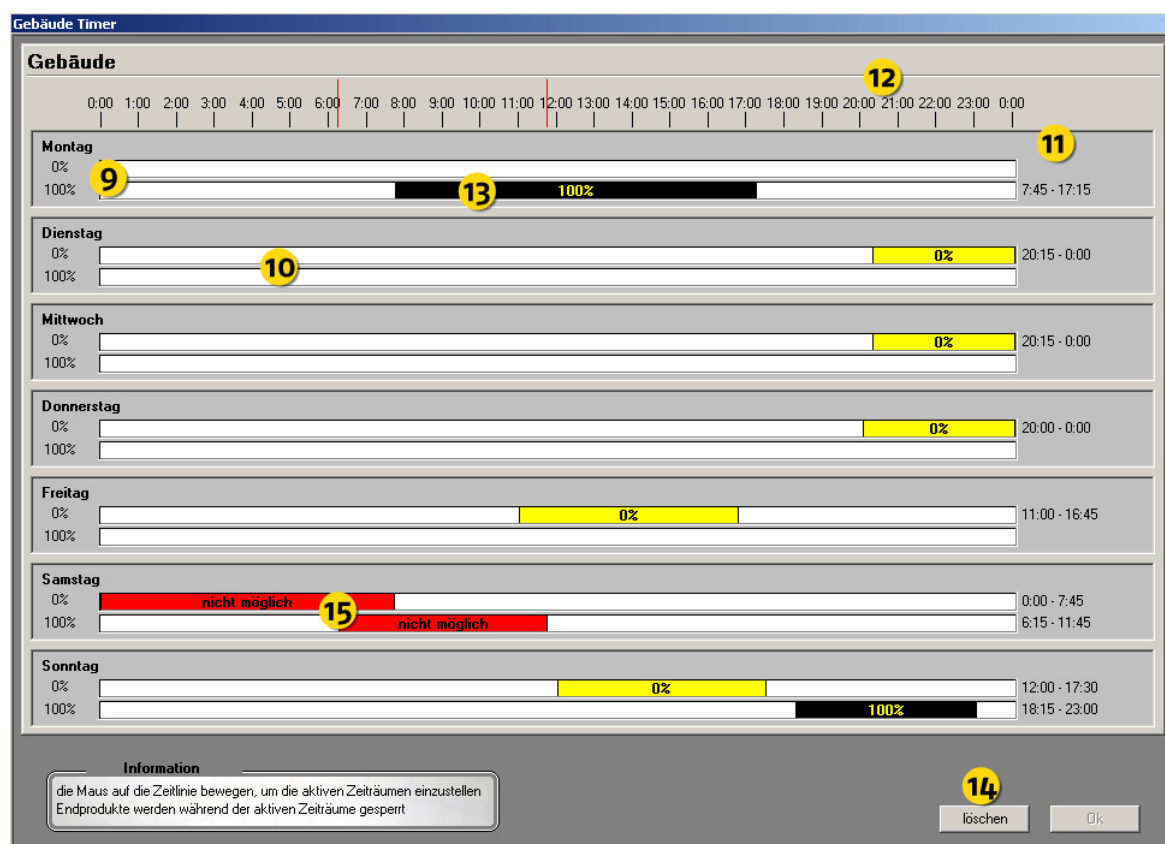 Gebäude Timer
Gebäude
12
0:00 1:00 2:00 3:00 4:00 5:00 6:00 7:00 8:00 9:00 10:00 11:00 12:00 13:00 14:00 15:00 16:00 17:00 18:00 19:00 20:00 21:00 22:00 23:00 0:00
11
Montag
0%
9
100% 13 100% 7:45 - 17:15
Dienstag
0% 0% 20:15 - 0:00
10
100%
Mittwoch
0% 0% 20:15 - 0:00
100%
Donnerstag
0% 0% 20:00 - 0:00
100%
Freitag
0% 0% 11:00 - 16:45
100%
Samstag
0% nicht möglich 0:00 - 7:45
15
100% nicht möglich 6:15 - 11:45
Sonntag
0% 0% 12:00 - 17:30
100% 100% 18:15 - 23:00
Information
die Maus auf die Zeitlinie bewegen, um die aktiven Zeiträumen einzustellen
Endprodukte werden während der aktiven Zeiträume gesperrt
14
löschen Ok